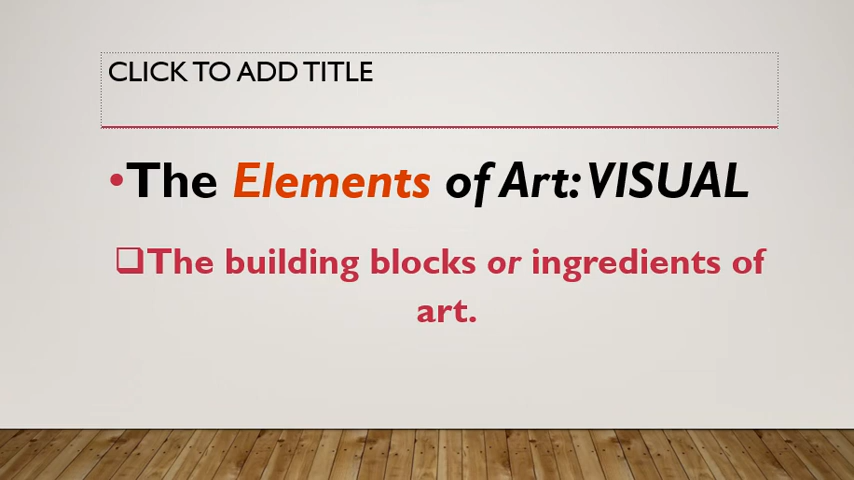 CLICK TO ADD TITLE
•The Elements of Art: VISUAL
❑The building blocks or ingredients of
art.